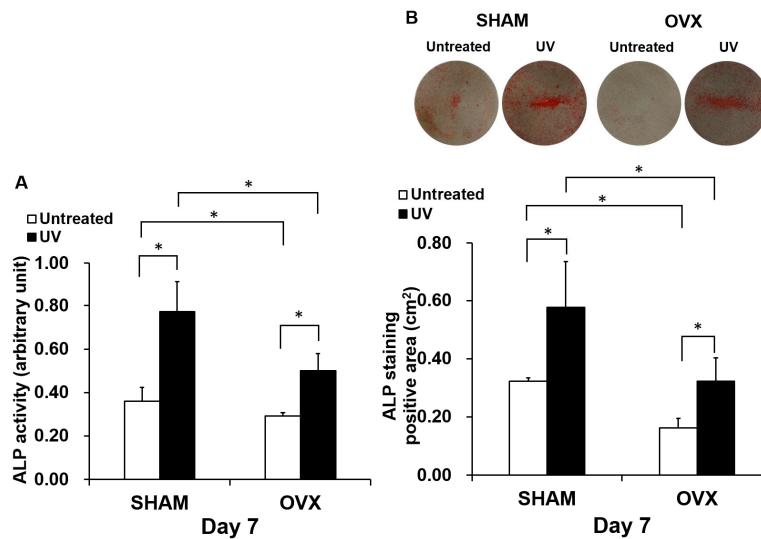 B
SHAM OVX
Untreated UV Untreated UV
A
Untreated
UV
*
*
*
*
ALP activity (arbitrary unit)
1.00
0.80
0.60
0.40
0.20
0.00
SHAM OVX
Day 7
Untreated
UV
*
*
*
*
ALP staining
positive area (cm²)
0.80
0.60
0.40
0.20
0.00
SHAM OVX
Day 7